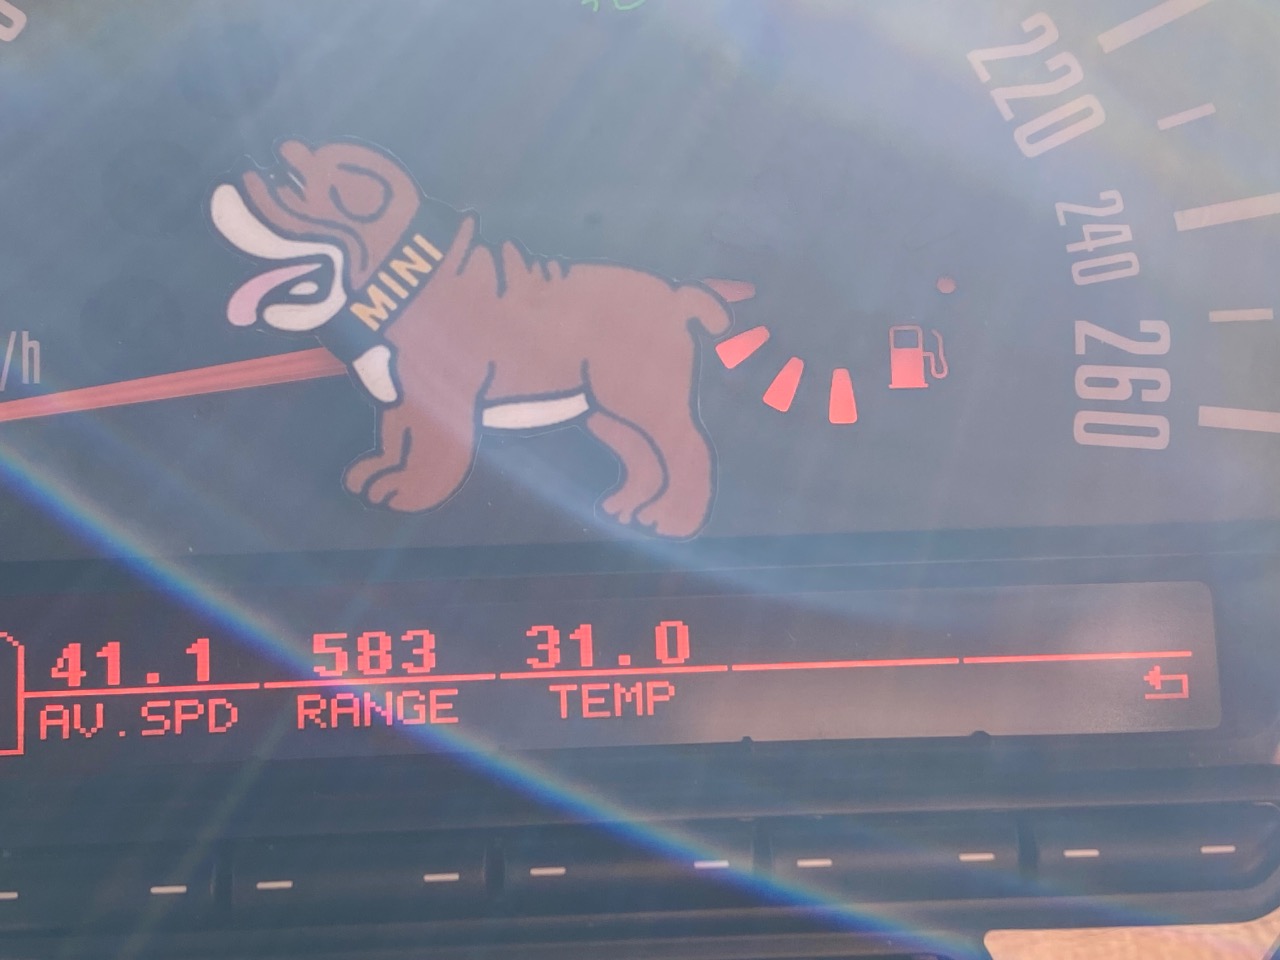 220
240
/h
260
MINI
41.1 583 31.0
AV.SPD RANGE TEMP